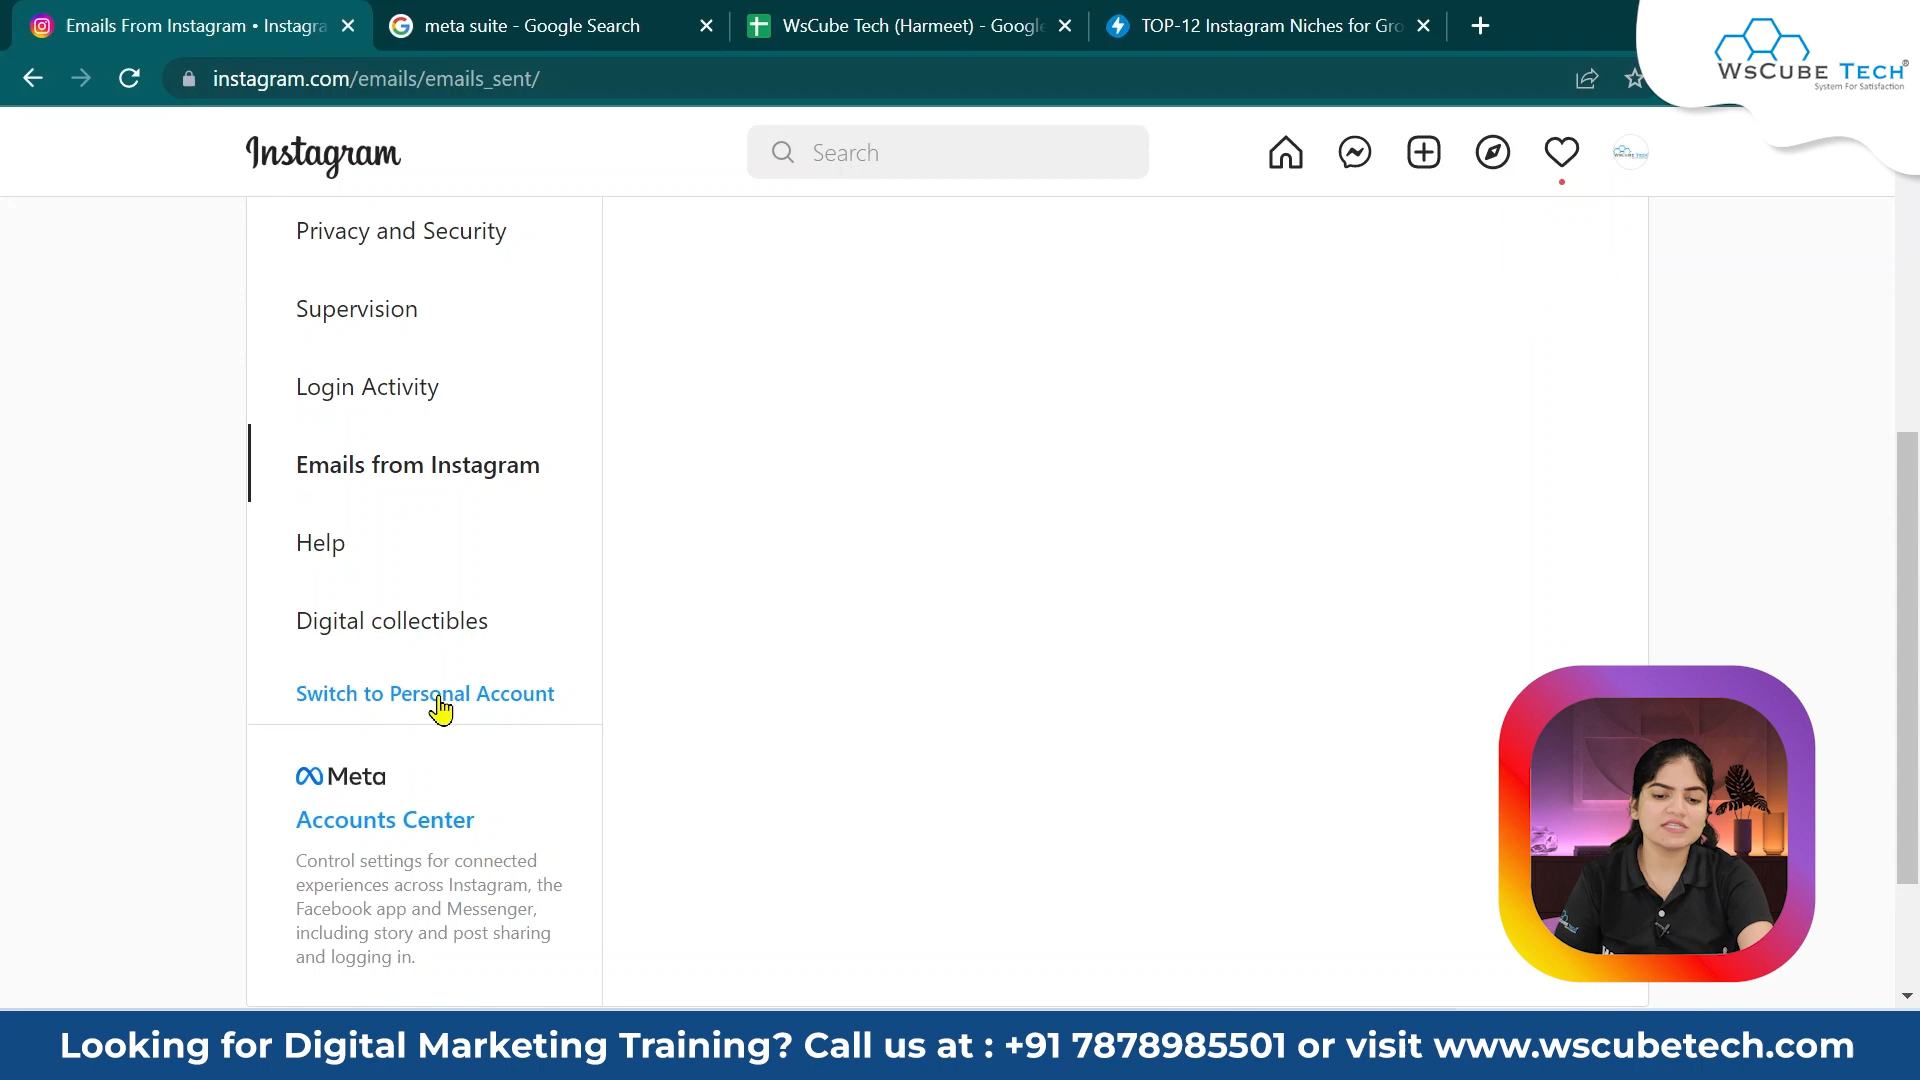 Emails From Instagram • Instagra
meta suite - Google Search
WsCube Tech (Harmeet) - Google
TOP-12 Instagram Niches for Gro
instagram.com/emails/emails_sent/
WsCube Tech®
System For Satisfaction
Instagram
Search
Privacy and Security
Supervision
Login Activity
Emails from Instagram
Help
Digital collectibles
Switch to Personal Account
Meta
Accounts Center
Control settings for connected
experiences across Instagram, the
Facebook app and Messenger,
including story and post sharing
and logging in.
Looking for Digital Marketing Training? Call us at : +91 7878985501 or visit www.wscubetech.com